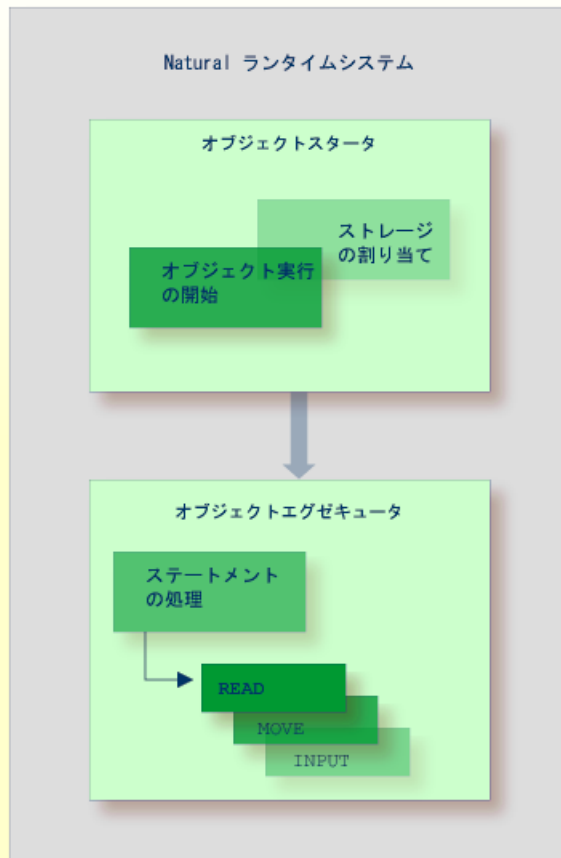 Natural ランタイムシステム
オブジェクトスタータ
ストレージ
の割り当て
オブジェクト実行
の開始
オブジェクトエグゼキュータ
ステートメント
の処理
READ
MOVE
INPUT